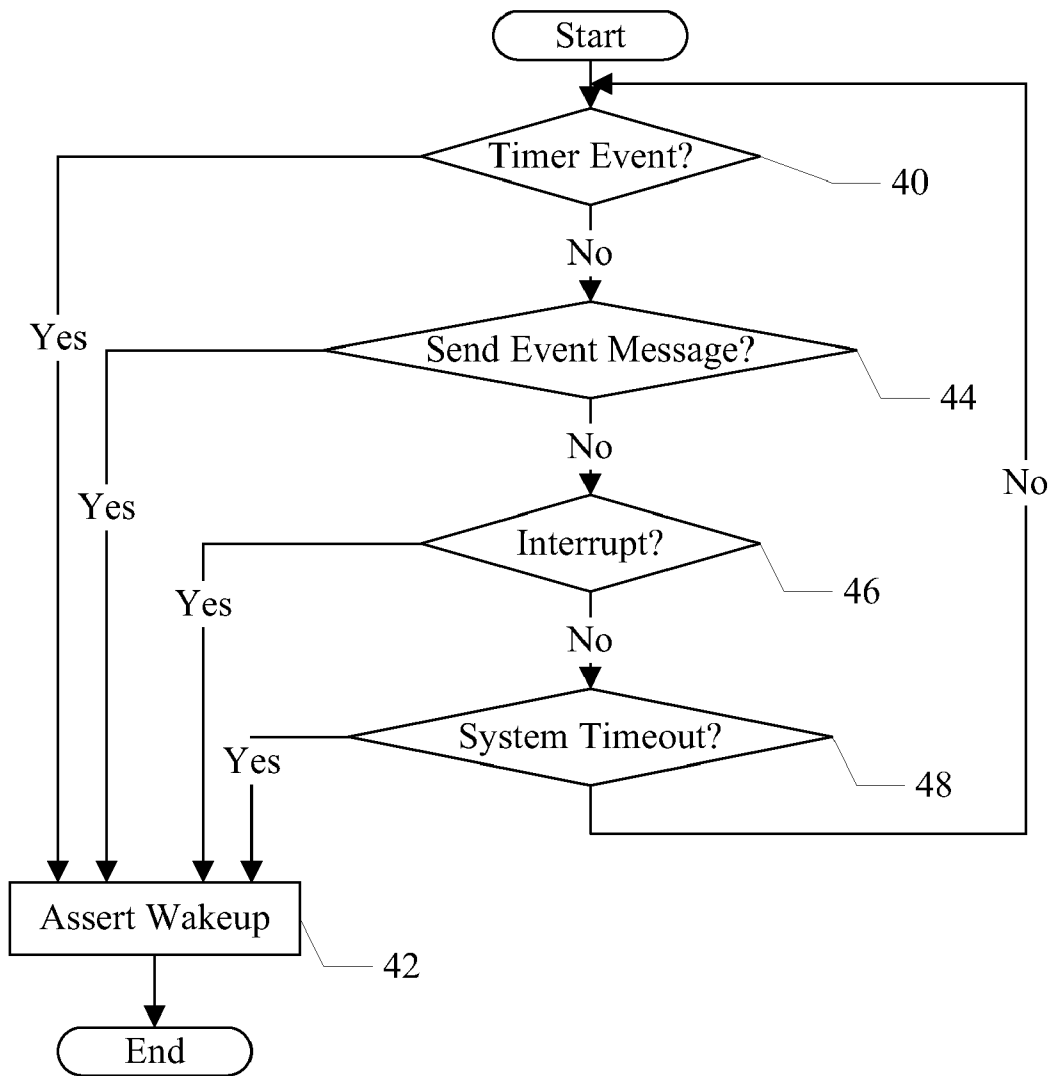 Start
Timer Event?
40
No
Yes
Send Event Message?
44
No
Yes
No
Interrupt?
46
Yes
No
System Timeout?
Yes
48
Assert Wakeup
42
End